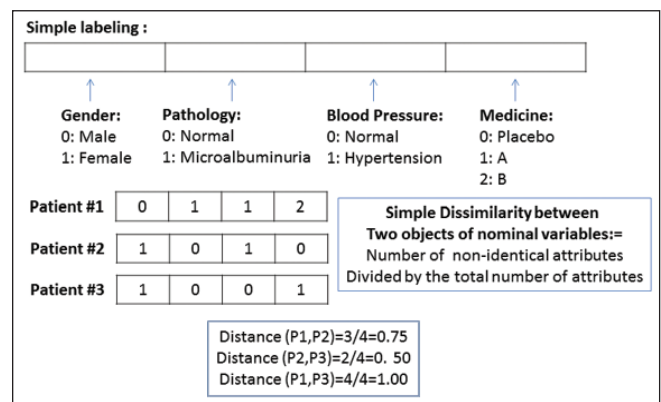 Simple labeling :
Gender: Pathology: Blood Pressure: Medicine:
0: Male 0: Normal 0: Normal 0: Placebo
1: Female 1: Microalbuminuria 1: Hypertension 1: A
2: B
Patient #1 0 1 1 2
Patient #2 1 0 1 0
Patient #3 1 0 0 1
Simple Dissimilarity between
Two objects of nominal variables:=
Number of non-identical attributes
Divided by the total number of attributes
Distance (P1,P2)=3/4=0.75
Distance (P2,P3)=2/4=0. 50
Distance (P1,P3)=4/4=1.00